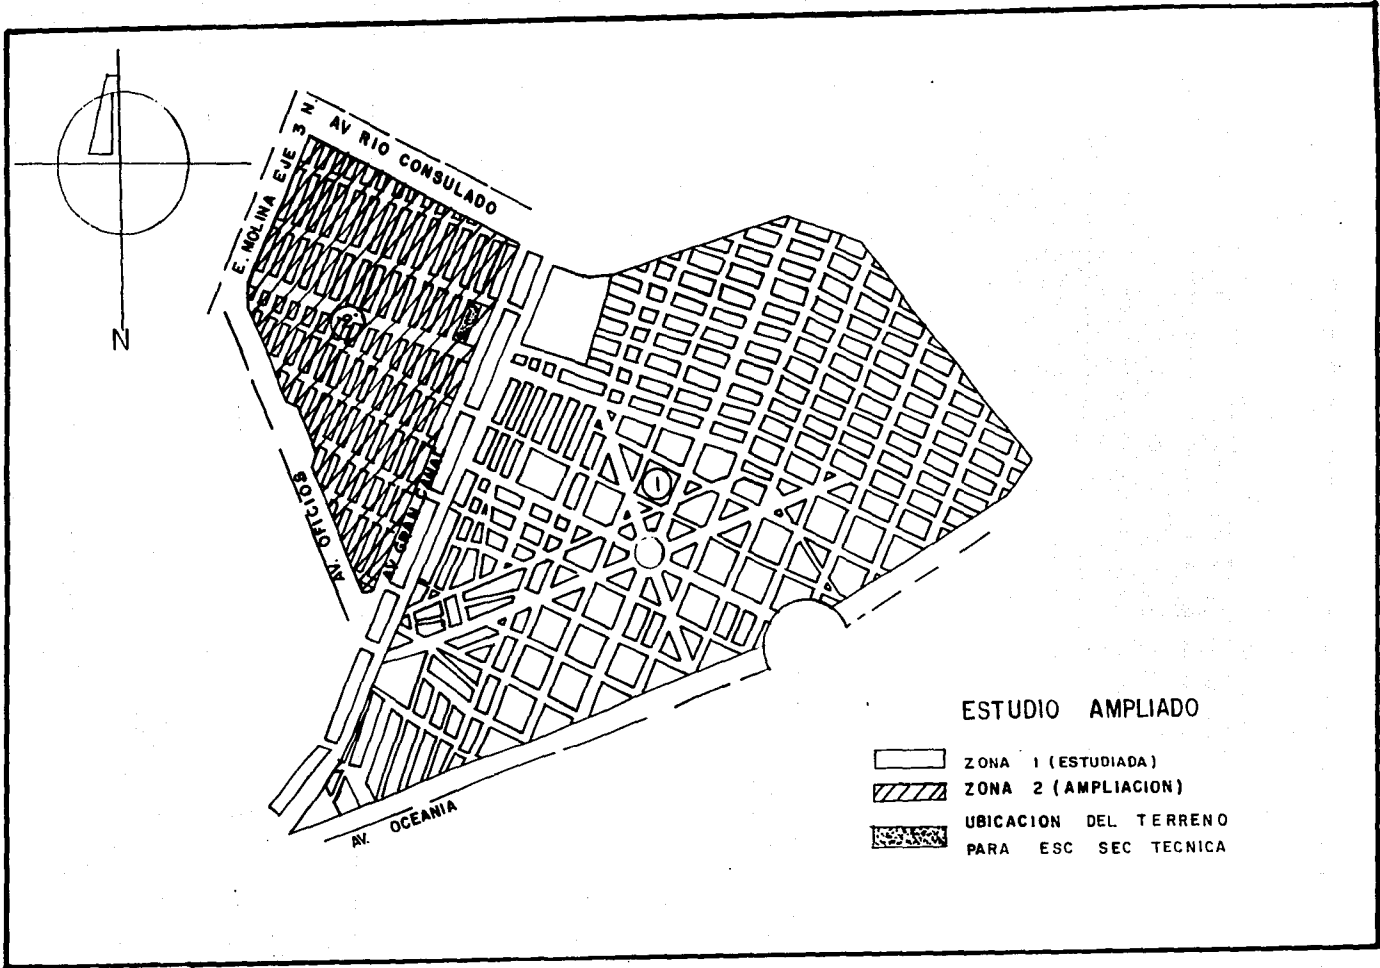 N
E. MOLINA EJE 3 N.
AV RIO CONSULADO
AV. OFICIOS
AV GRAN CANAL
1
AV. OCEANIA
ESTUDIO AMPLIADO
ZONA 1 (ESTUDIADA)
ZONA 2 (AMPLIACION)
UBICACION DEL TERRENO
PARA ESC SEC TECNICA